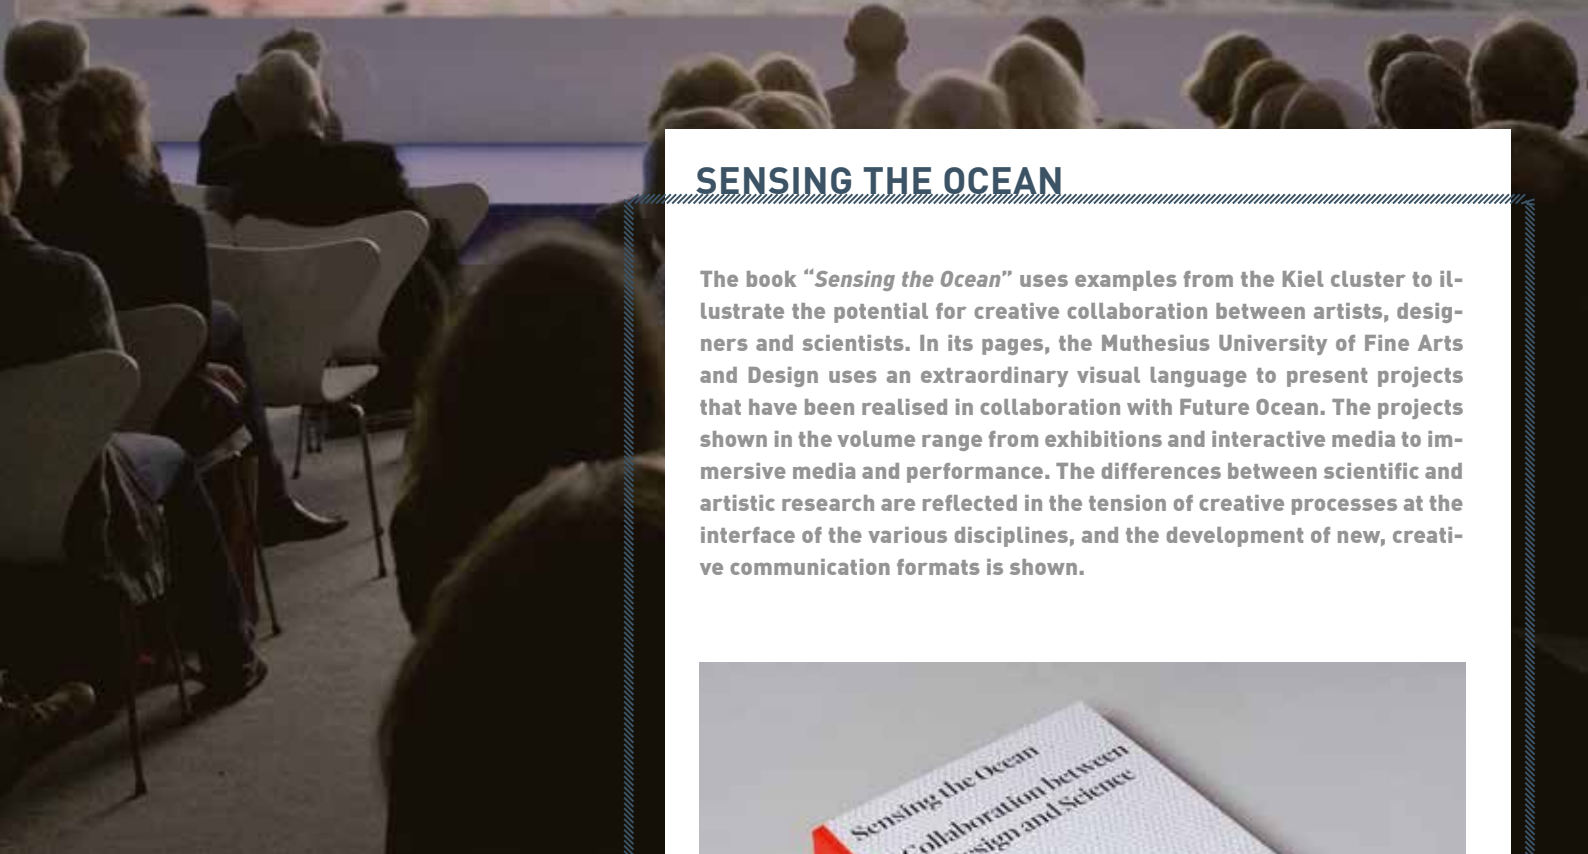 SENSING THE OCEAN
The book “Sensing the Ocean” uses examples from the Kiel cluster to il-
lustrate the potential for creative collaboration between artists, desig-
ners and scientists. In its pages, the Muthesius University of Fine Arts
and Design uses an extraordinary visual language to present projects
that have been realised in collaboration with Future Ocean. The projects
shown in the volume range from exhibitions and interactive media to im-
mersive media and performance. The differences between scientific and
artistic research are reflected in the tension of creative processes at the
interface of the various disciplines, and the development of new, creati-
ve communication formats is shown.
Sensing the Ocean
Collaboration between
Design and Science